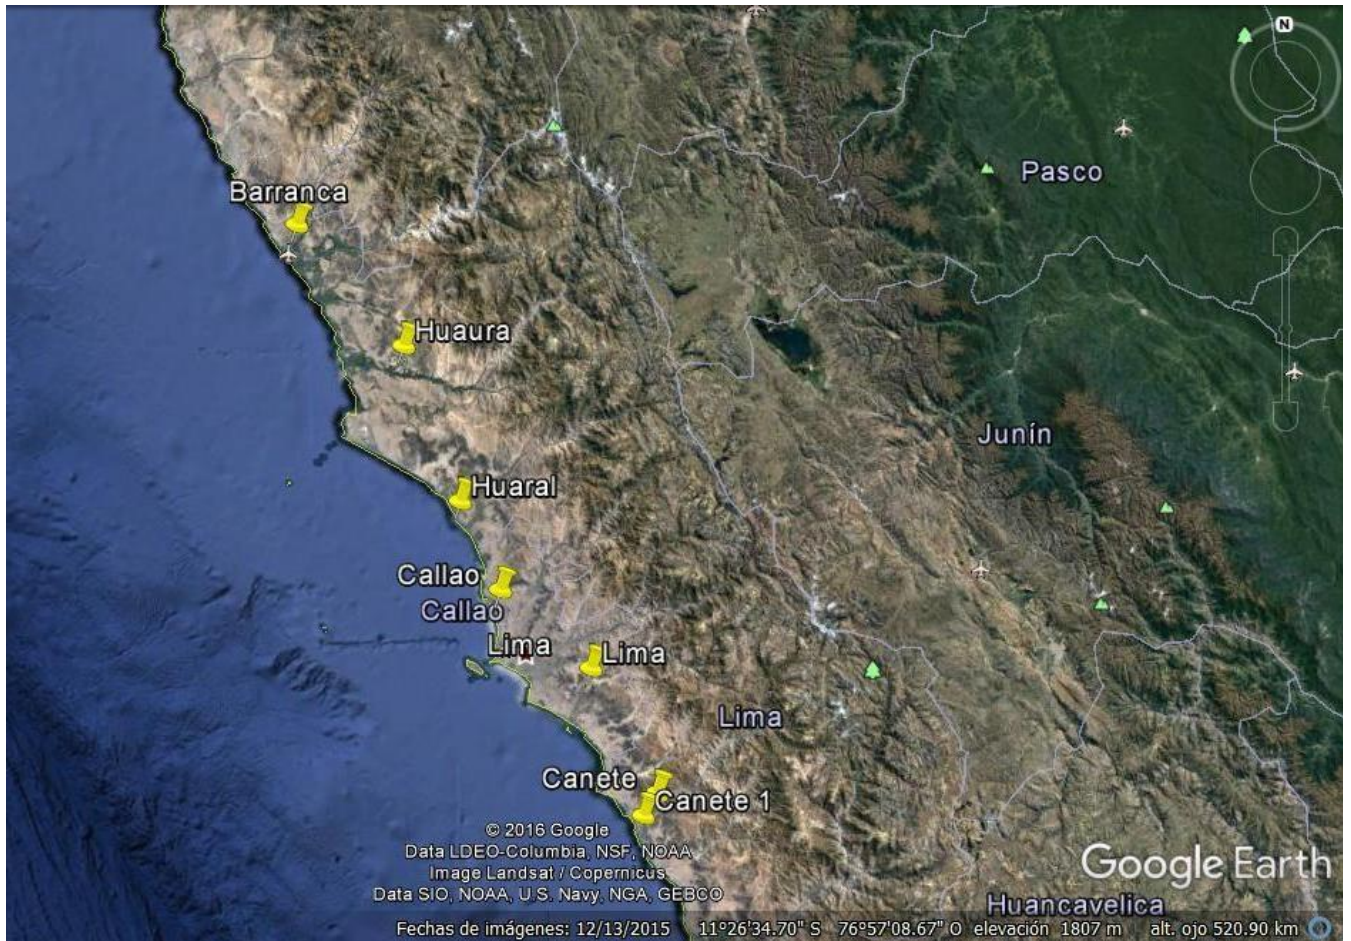 N
Pasco
Barranca
Huaura
Junín
Huaral
Callao
Callao
Lima
Lima
Lima
Canete
Canete 1
© 2016 Google
Data LDEO-Columbia, NSF, NOAA
Image Landsat / Copernicus
Data SIO, NOAA, U.S. Navy, NGA, GEBCO
Google Earth
Huancavelica
Fechas de imágenes: 12/13/2015 11°26'34.70" S 76°57'08.67" O elevación 1807 m alt. ojo 520.90 km